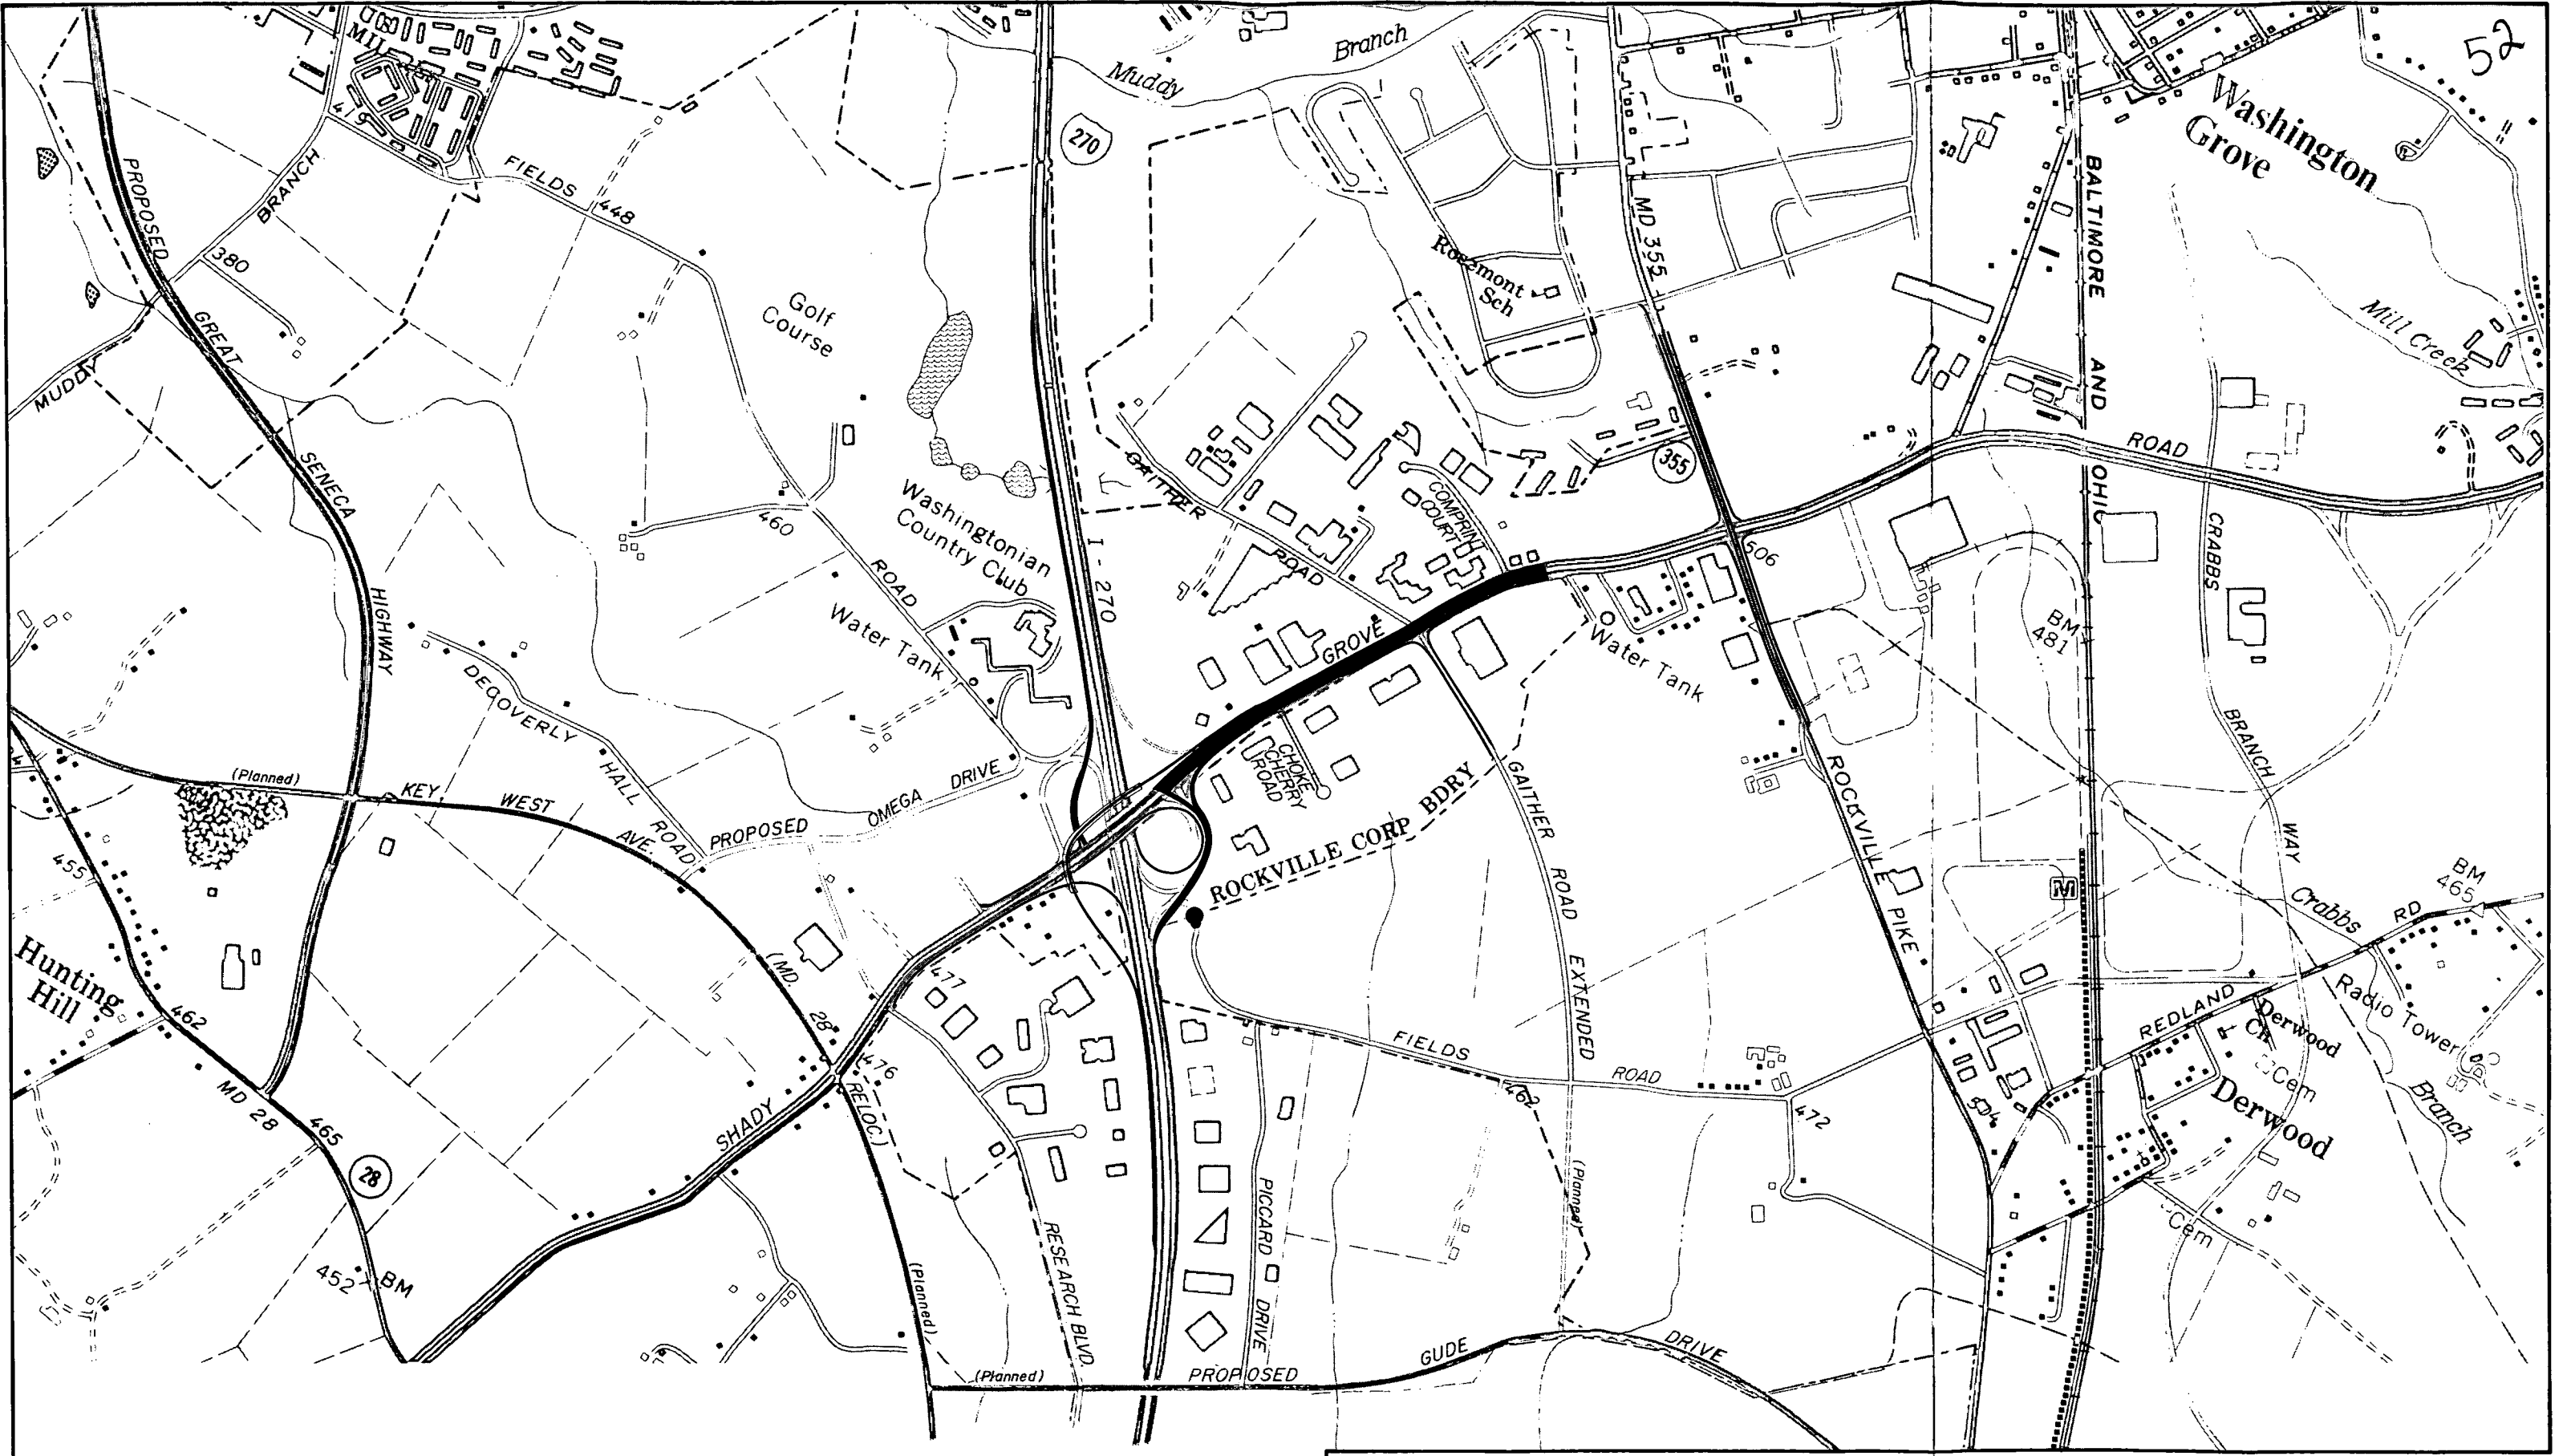 52
MIL
Muddy
Branch
270
Washington
Grove
419
BRANCH
FIELDS
448
PROPOSED
380
Golf
Course
Rosemont
Sch
MD 355
BALTIMORE AND OHIO
Mill Creek
MUDDY
GREAT
SENECA
HIGHWAY
GAITHER
ROAD
COMPRINT
COURT
355
ROAD
460
ROAD
Washingtonian
Country Club
I-270
506
CRABBS
BRANCH
WAY
Water Tank
GROVE
Water Tank
BM
481
DECOVERLY
HALL
ROAD
(Planned)
KEY
WEST
AVE.
PROPOSED
OMEGA
DRIVE
CHOKE
CHERRY
ROAD
ROCKVILLE CORP BDRY
GAITHER
ROAD
EXTENDED
ROCKVILLE
PIKE
M
455
Hunting
Hill
462
(MD.
28
RELOC.)
477
476
Crabbs
Branch
RD
BM
465
REDLAND
Radio Tower
Derwood
Ch
Cem
Derwood
FIELDS
462
ROAD
472
504
MD 28
465
28
SHADY
(Planned)
Cem
452
BM
RESEARCH BLVD.
PICCARD
DRIVE
(Planned)
(Planned)
PROPOSED
GUDE
DRIVE